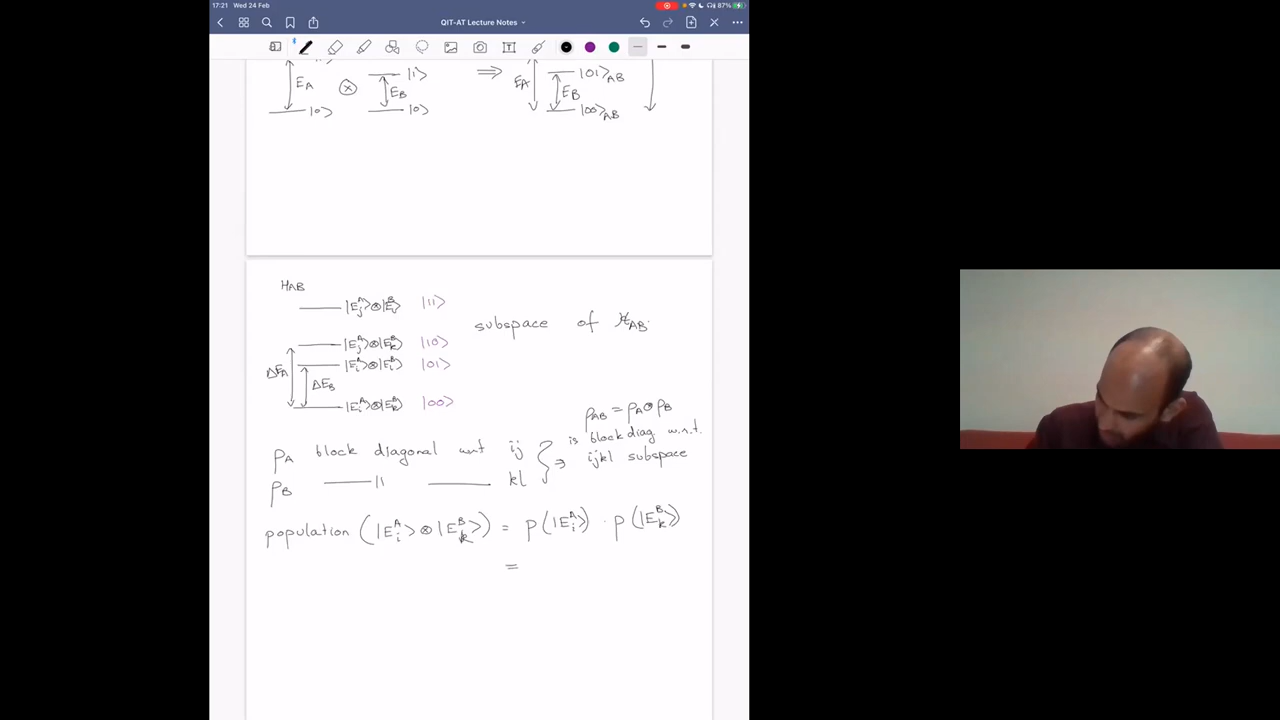 17:21 Wed 24 Feb
87%
QIT-AT Lecture Notes
E_A ⊗ |1⟩ E_B ⟹ E_A |01⟩_AB E_B
|0⟩ |0⟩ |00⟩_AB
H_AB
|E_j^A⟩⊗|E_l^B⟩ |11⟩
subspace of ℋ_AB.
|E_j^A⟩⊗|E_k^B⟩ |10⟩
ΔE_A |E_i^A⟩⊗|E_l^B⟩ |01⟩
ΔE_B
|E_i^A⟩⊗|E_k^B⟩ |00⟩
ρ_AB = ρ_A ⊗ ρ_B
ρ_A block diagonal wrt ij } ⇒ is block diag w.r.t.
ρ_B —— 11 —— kl ijkl subspace
population (|E_i^A⟩ ⊗ |E_k^B⟩) = p(|E_i^A⟩) · p(|E_k^B⟩)
=